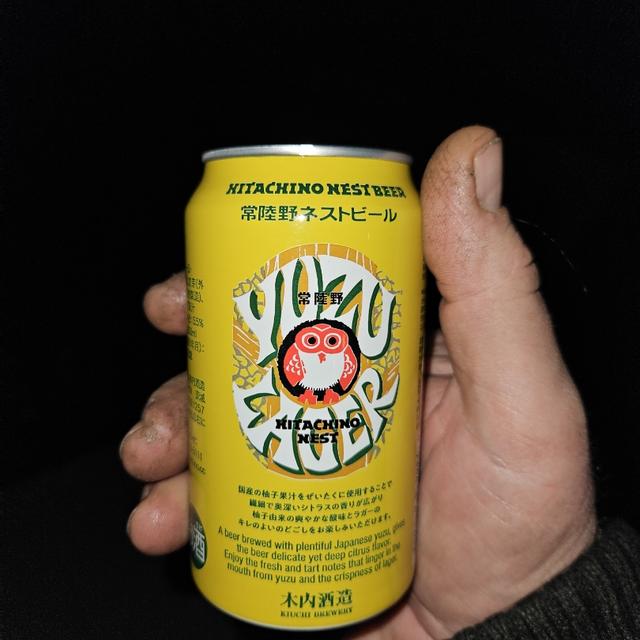 HITACHINO NEST BEER
常陸野ネストビール
YUZU
常陸野
LAGER
HITACHINO
NEST
国産の柚子果汁をぜいたくに使用することで
繊細で奥深いシトラスの香りが広がり
柚子由来の爽やかな酸味とラガーの
キレのよいのどごしをお楽しみいただけます。
A beer brewed with plentiful Japanese yuzu, gives
the beer delicate yet deep citrus flavor.
Enjoy the fresh and tart notes that linger in the
mouth from yuzu and the crispness of lager.
木内酒造
KIUCHI BREWERY
酒